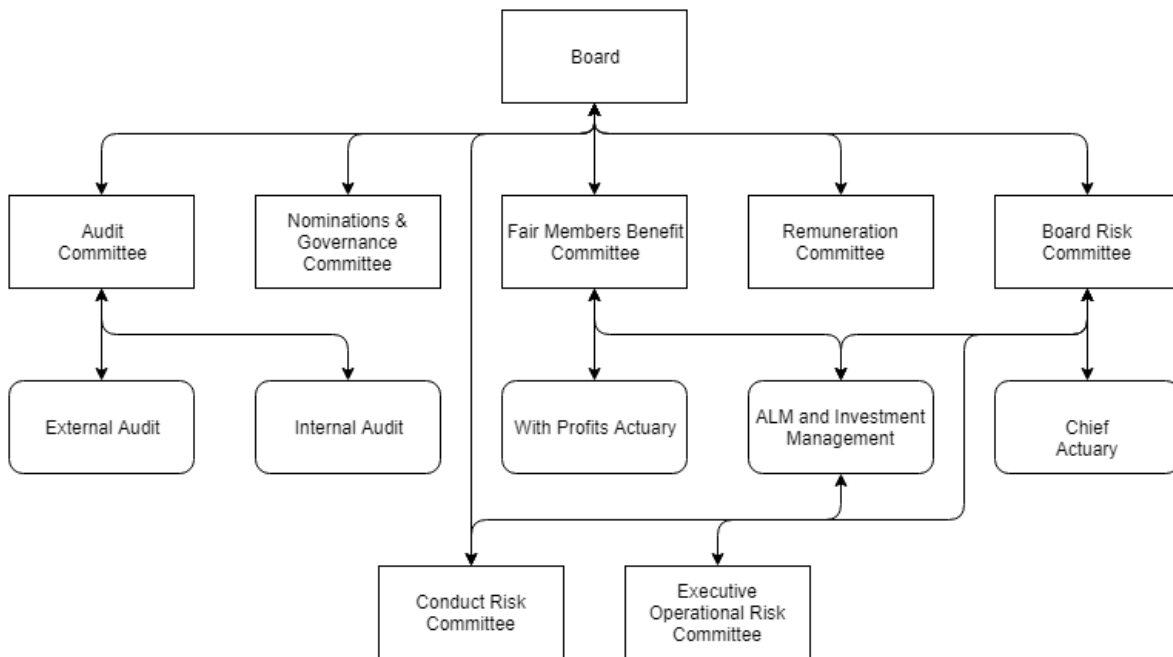 Board
Audit
Committee
Nominations &
Governance
Committee
Fair Members Benefit
Committee
Remuneration
Committee
Board Risk
Committee
External Audit
Internal Audit
With Profits Actuary
ALM and Investment
Management
Chief
Actuary
Conduct Risk
Committee
Executive
Operational Risk
Committee